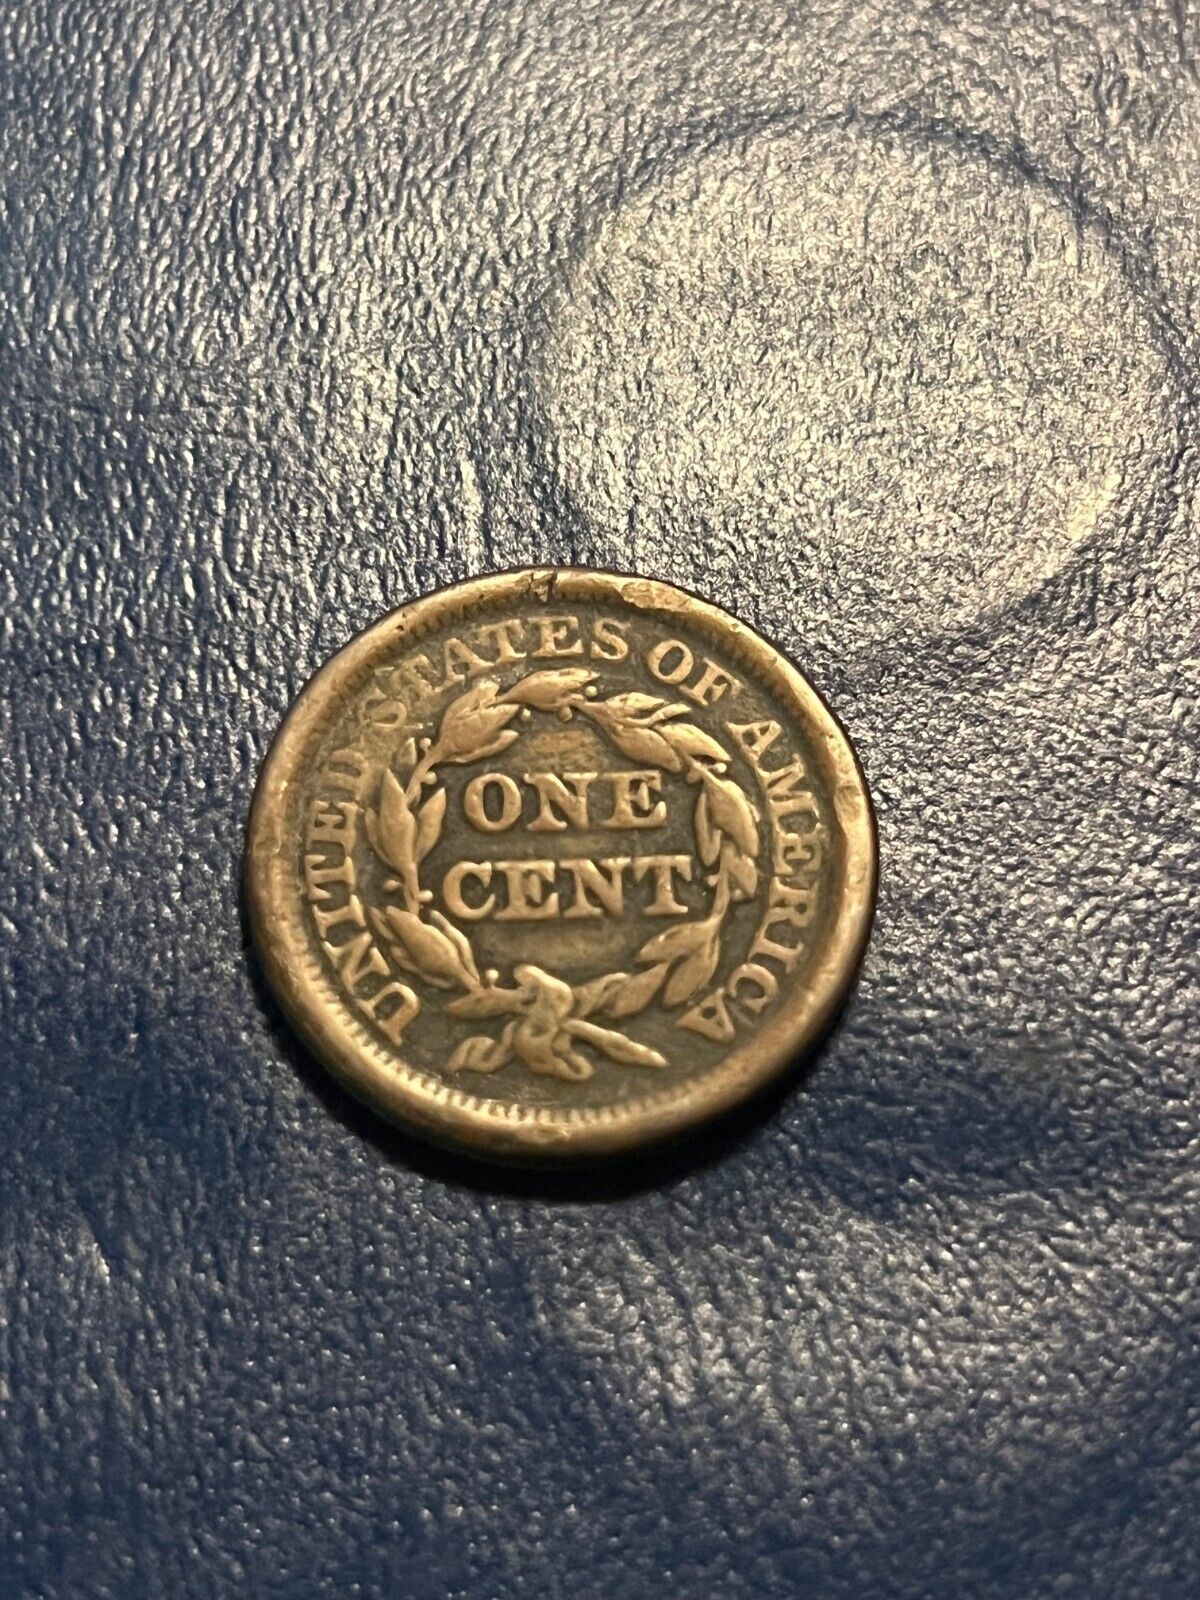 UNITED STATES OF AMERICA
ONE
CENT